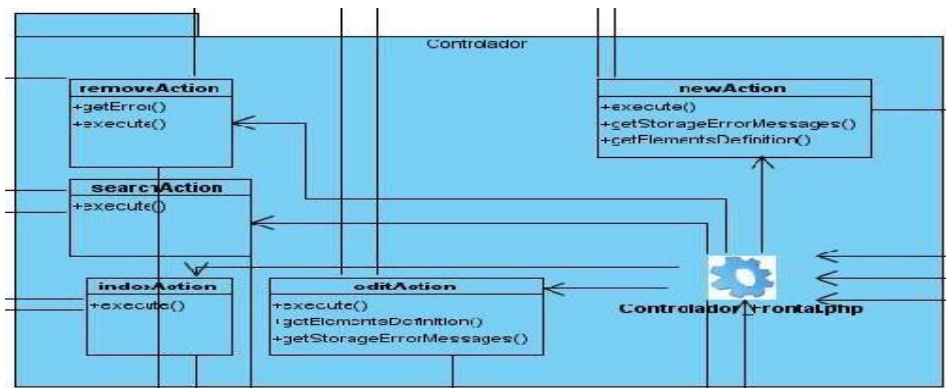 Controlador
removeAction
+getError()
+execute()
newAction
+execute()
+getStorageErrorMessages()
+getElementsDefinition()
searchAction
+execute()
indexAction
+execute()
editAction
+execute()
+getElementsDefinition()
+getStorageErrorMessages()
Controlador_Frontal.php